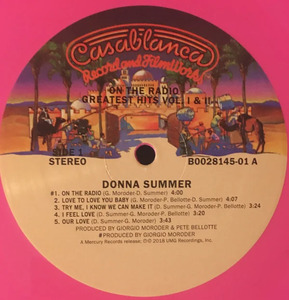 Casablanca
Record and FilmWorks
ON THE RADIO
GREATEST HITS VOL. I & II
SIDE 1
STEREO
B0028145-01 A
DONNA SUMMER
#1. ON THE RADIO (G. Moroder-D. Summer) 4:00
2. LOVE TO LOVE YOU BABY (G. Moroder-P. Bellotte-D. Summer) 3:30
3. TRY ME, I KNOW WE CAN MAKE IT (D. Summer-G. Moroder-P. Bellotte) 3:24
4. I FEEL LOVE (D. Summer-G. Moroder-P. Bellotte) 3:20
5. OUR LOVE (D. Summer-G. Moroder) 3:43
PRODUCED BY GIORGIO MORODER & PETE BELLOTTE
#PRODUCED BY GIORGIO MORODER
A Mercury Records release; ℗© 2018 UMG Recordings, Inc.